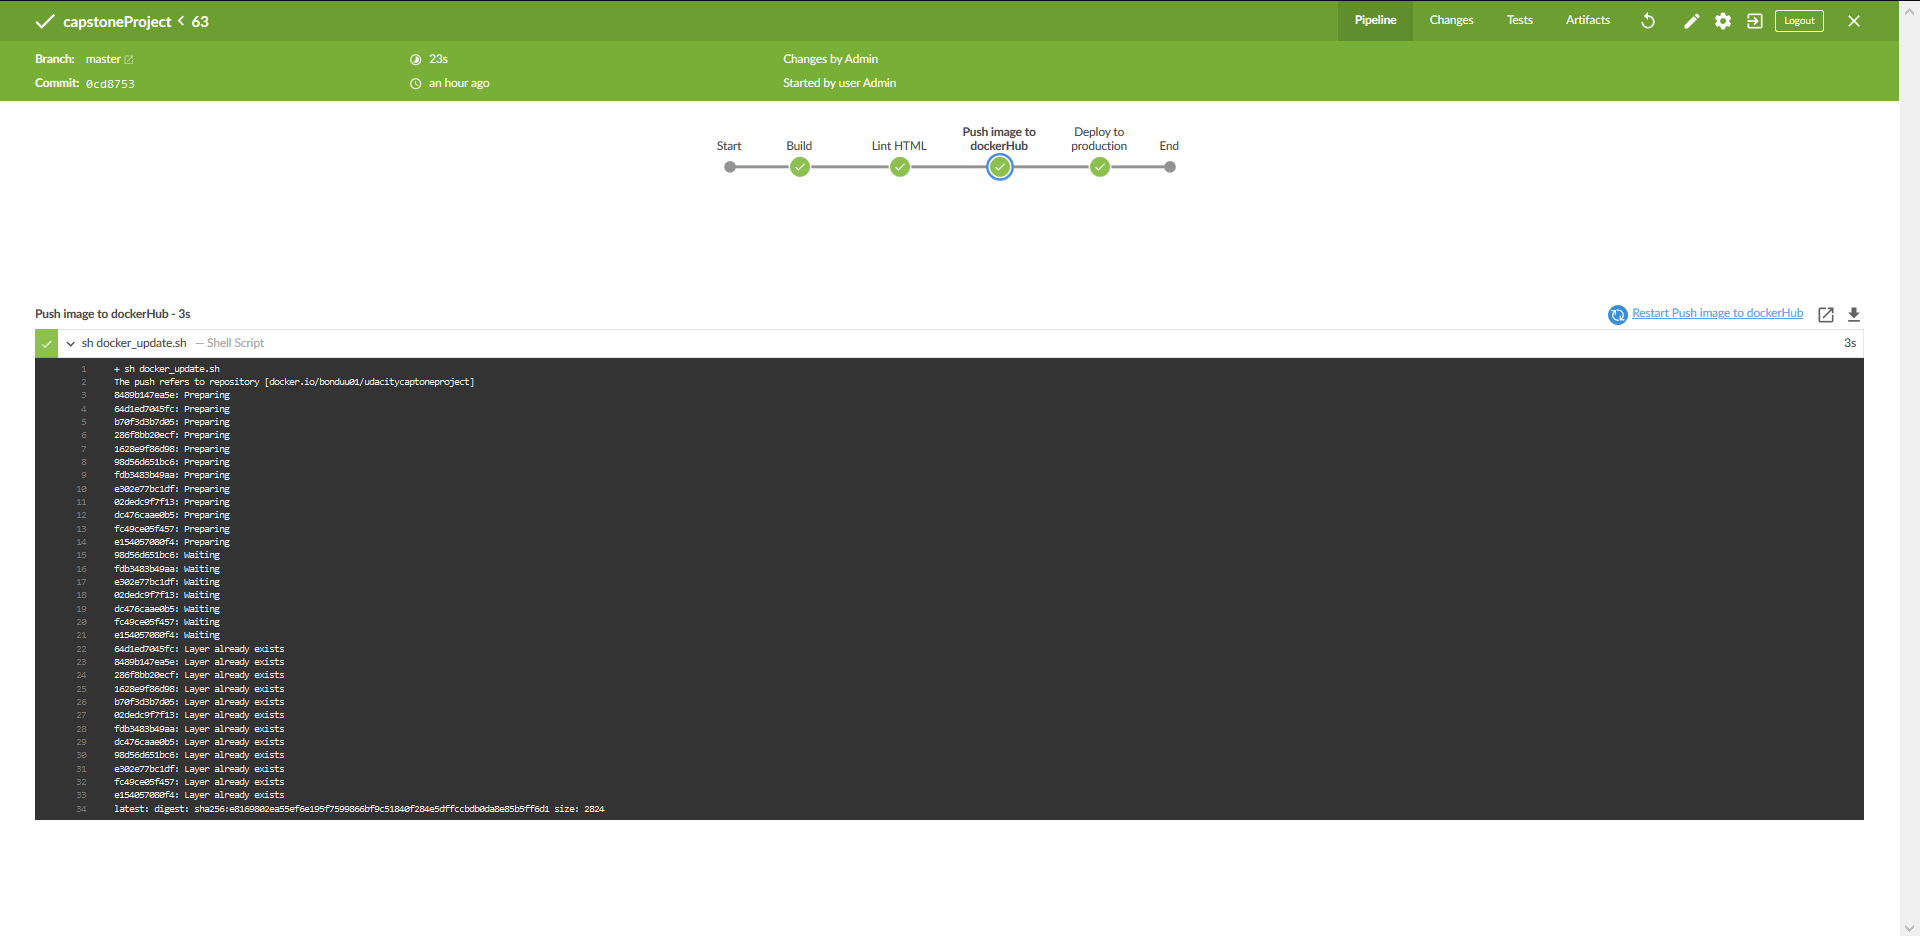 capstoneProject < 63
Pipeline
Changes
Tests
Artifacts
Logout
Branch: master
23s
Changes by Admin
Commit: 0cd8753
an hour ago
Started by user Admin
Start
Build
Lint HTML
Push image to dockerHub
Deploy to production
End
Push image to dockerHub - 3s
Restart Push image to dockerHub
sh docker_update.sh — Shell Script
3s
1 + sh docker_update.sh
2 The push refers to repository [docker.io/bonduu01/udacitycaptoneproject]
3 8489b147ea5e: Preparing
4 64d1ed7045fc: Preparing
5 b70f3d3b7d05: Preparing
6 286f8bb20ecf: Preparing
7 1628e9f86d98: Preparing
8 98d56d651bc6: Preparing
9 fdb3483b49aa: Preparing
10 e302e77bc1df: Preparing
11 02dedc9f7f13: Preparing
12 dc476caae0b5: Preparing
13 fc49ce05f457: Preparing
14 e154057080f4: Preparing
15 98d56d651bc6: Waiting
16 fdb3483b49aa: Waiting
17 e302e77bc1df: Waiting
18 02dedc9f7f13: Waiting
19 dc476caae0b5: Waiting
20 fc49ce05f457: Waiting
21 e154057080f4: Waiting
22 64d1ed7045fc: Layer already exists
23 8489b147ea5e: Layer already exists
24 286f8bb20ecf: Layer already exists
25 1628e9f86d98: Layer already exists
26 b70f3d3b7d05: Layer already exists
27 02dedc9f7f13: Layer already exists
28 fdb3483b49aa: Layer already exists
29 dc476caae0b5: Layer already exists
30 98d56d651bc6: Layer already exists
31 e302e77bc1df: Layer already exists
32 fc49ce05f457: Layer already exists
33 e154057080f4: Layer already exists
34 latest: digest: sha256:e8169802ea55ef6e195f7599866bf9c51840f284e5dffccbdb0da8e85b5ff6d1 size: 2824